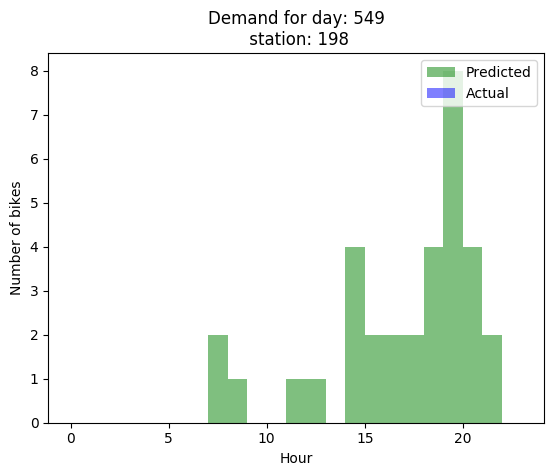 Demand for day: 549
station: 198
Predicted
Actual
Number of bikes
8
7
6
5
4
3
2
1
0
0 5 10 15 20
Hour